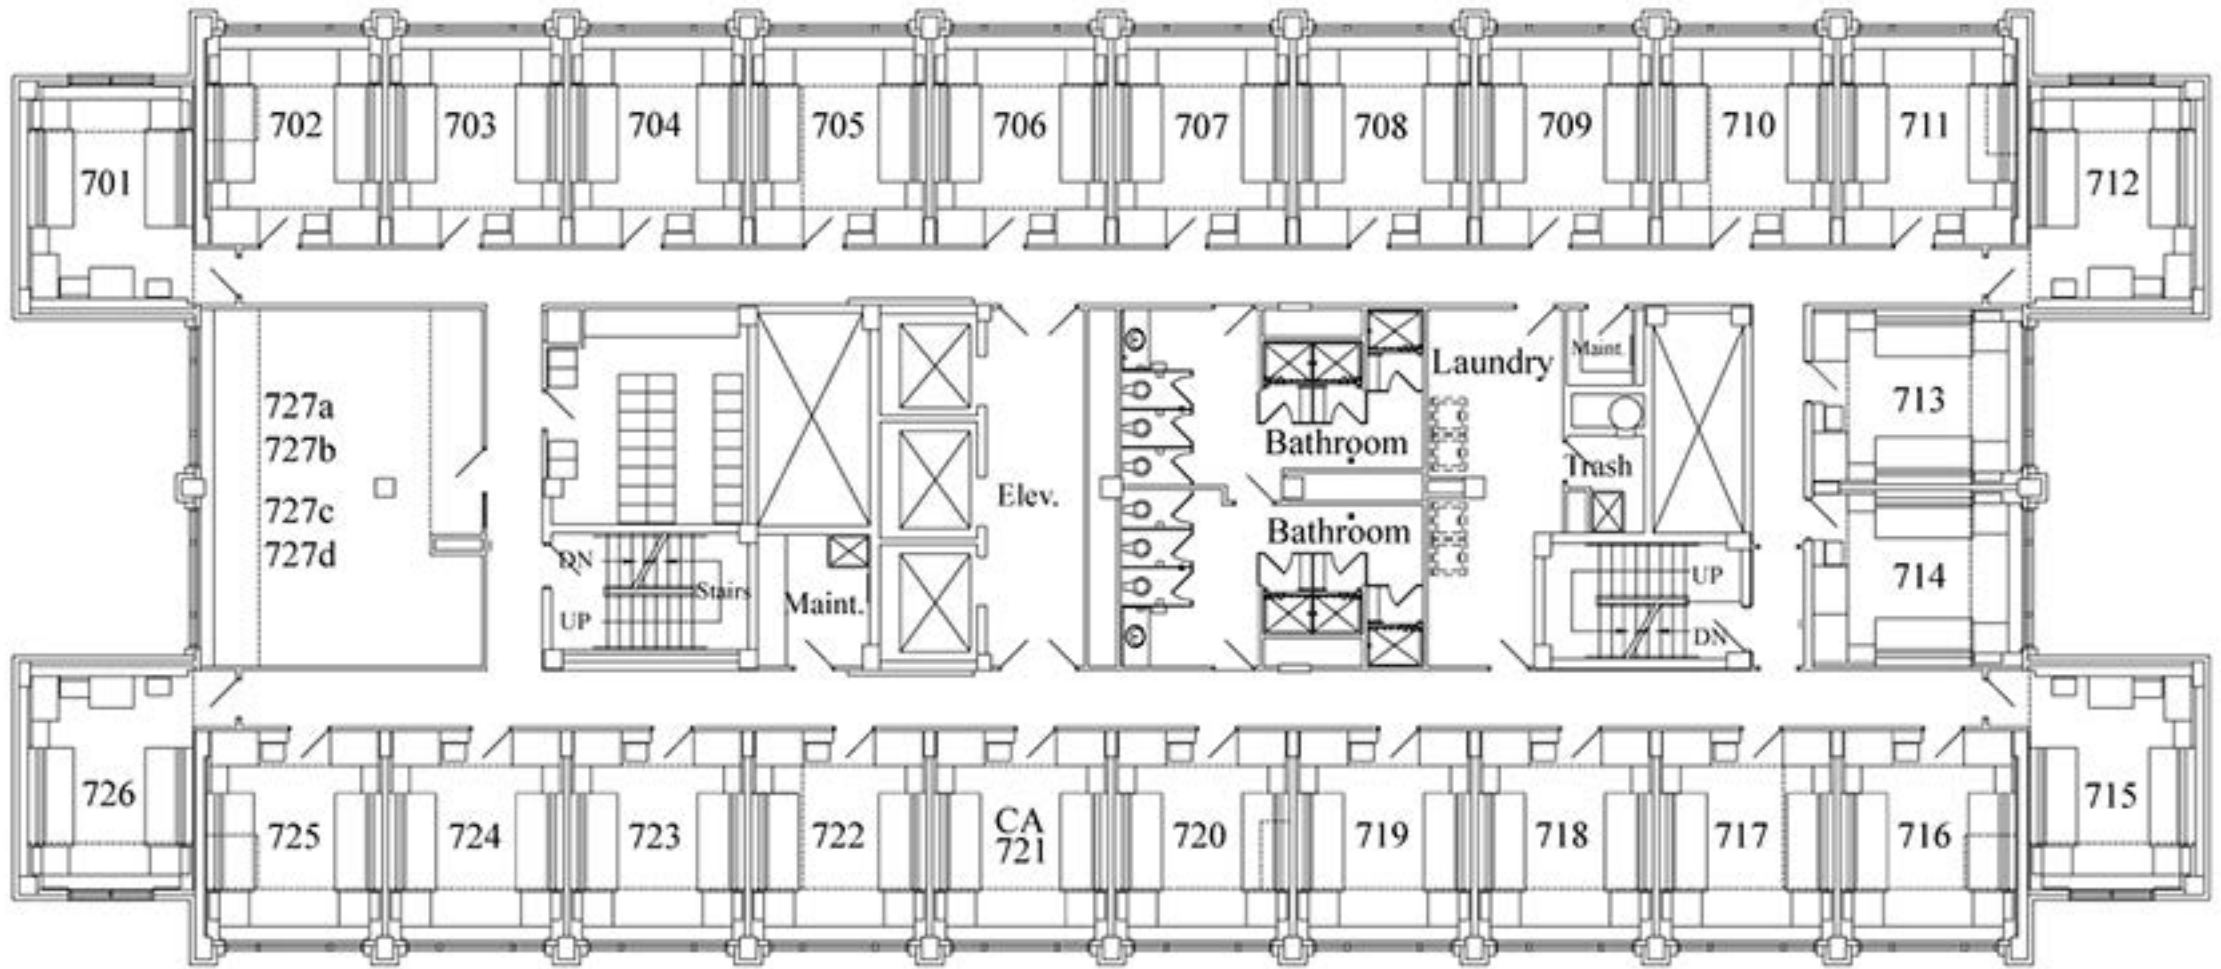 702
703
704
705
706
707
708
709
710
711
701
712
727a
727b
727c
727d
Elev.
Laundry
Maint.
Bathroom
Trash
Bathroom
713
714
DN
UP
Stairs
Maint.
UP
DN
726
715
725
724
723
722
CA
721
720
719
718
717
716